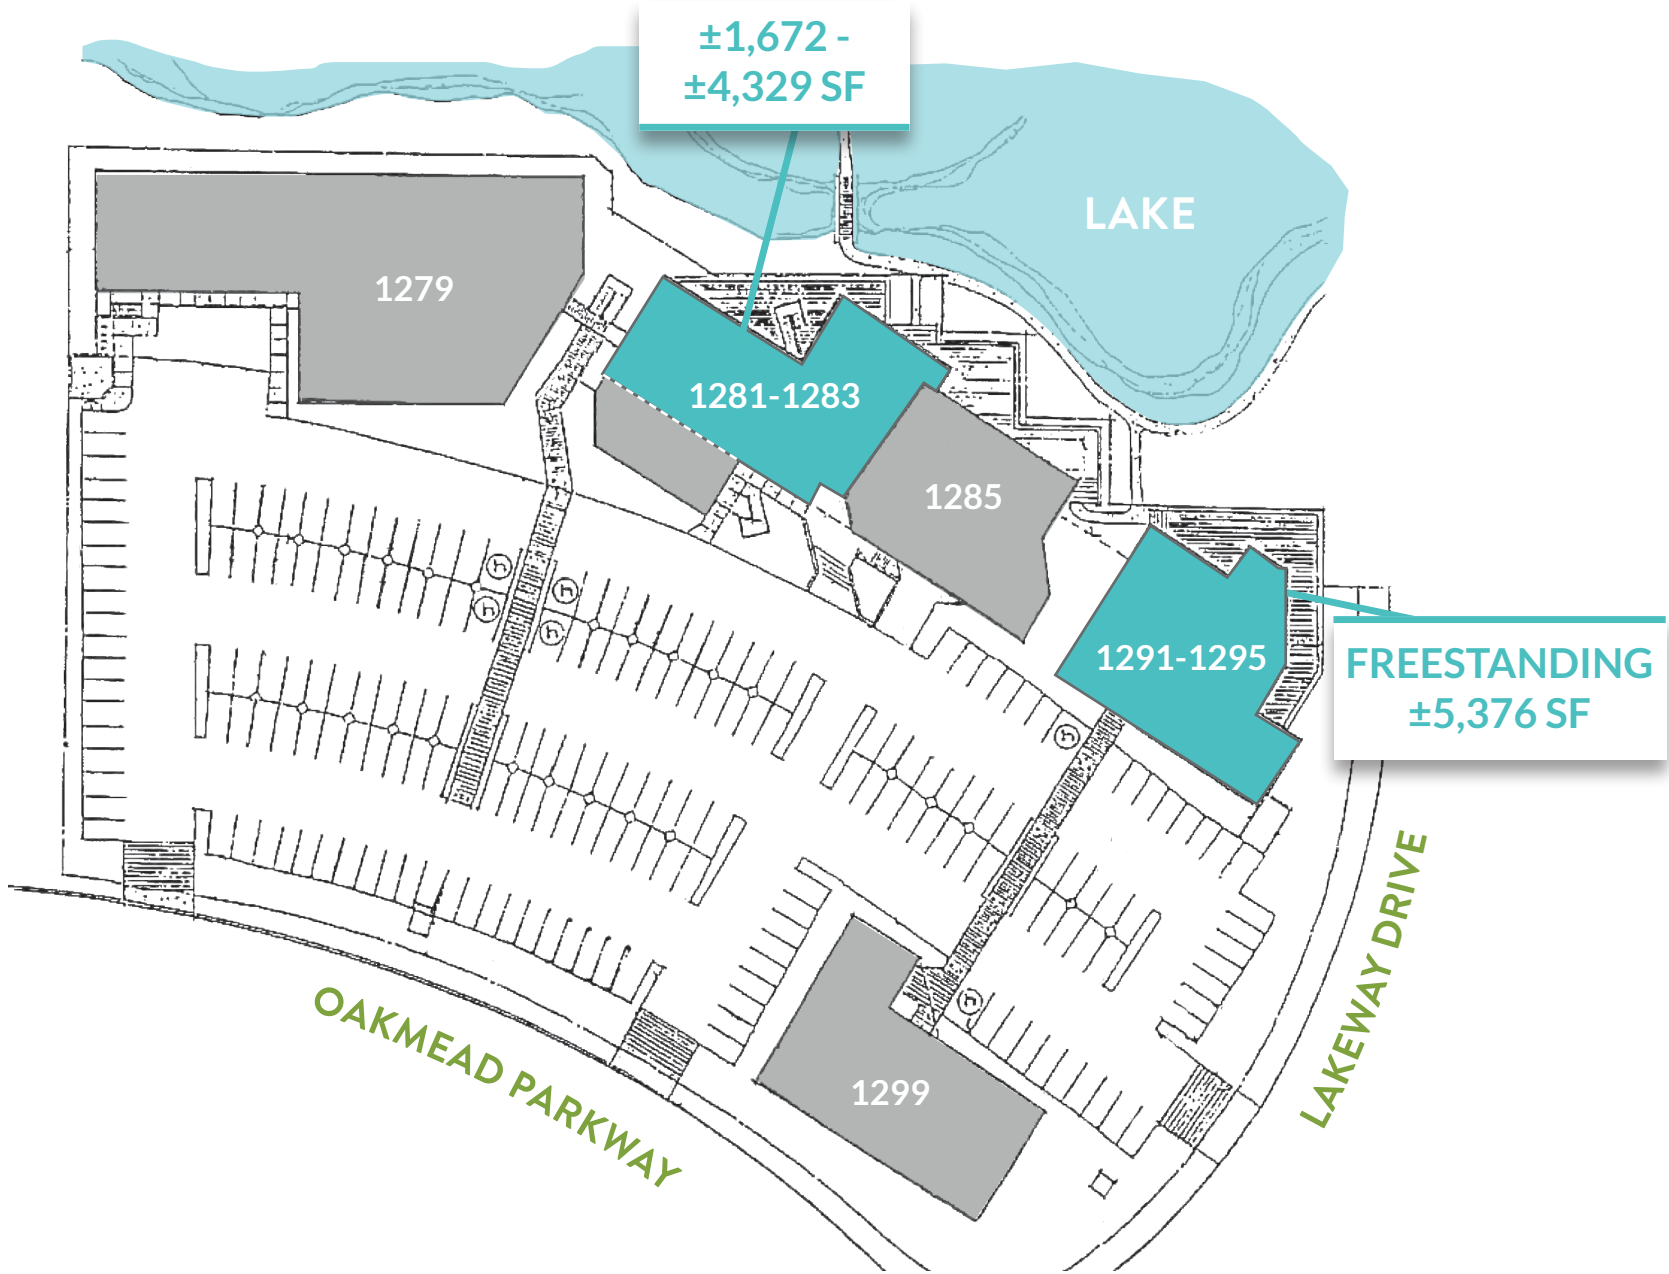 ±1,672 -
±4,329 SF
LAKE
1279
1281-1283
1285
1291-1295
FREESTANDING
±5,376 SF
1299
OAKMEAD PARKWAY
LAKEWAY DRIVE